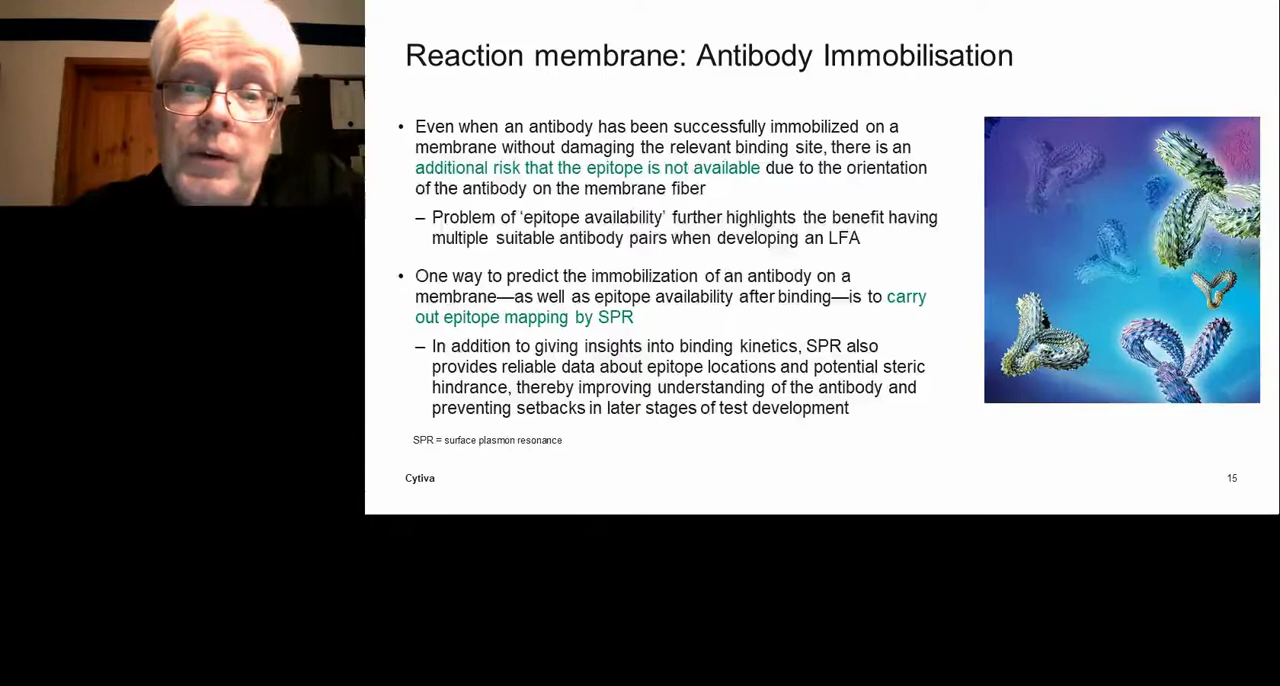 Reaction membrane: Antibody Immobilisation
• Even when an antibody has been successfully immobilized on a
membrane without damaging the relevant binding site, there is an
additional risk that the epitope is not available due to the orientation
of the antibody on the membrane fiber
– Problem of ‘epitope availability’ further highlights the benefit having
multiple suitable antibody pairs when developing an LFA
• One way to predict the immobilization of an antibody on a
membrane—as well as epitope availability after binding—is to carry
out epitope mapping by SPR
– In addition to giving insights into binding kinetics, SPR also
provides reliable data about epitope locations and potential steric
hindrance, thereby improving understanding of the antibody and
preventing setbacks in later stages of test development
SPR = surface plasmon resonance
Cytiva
15